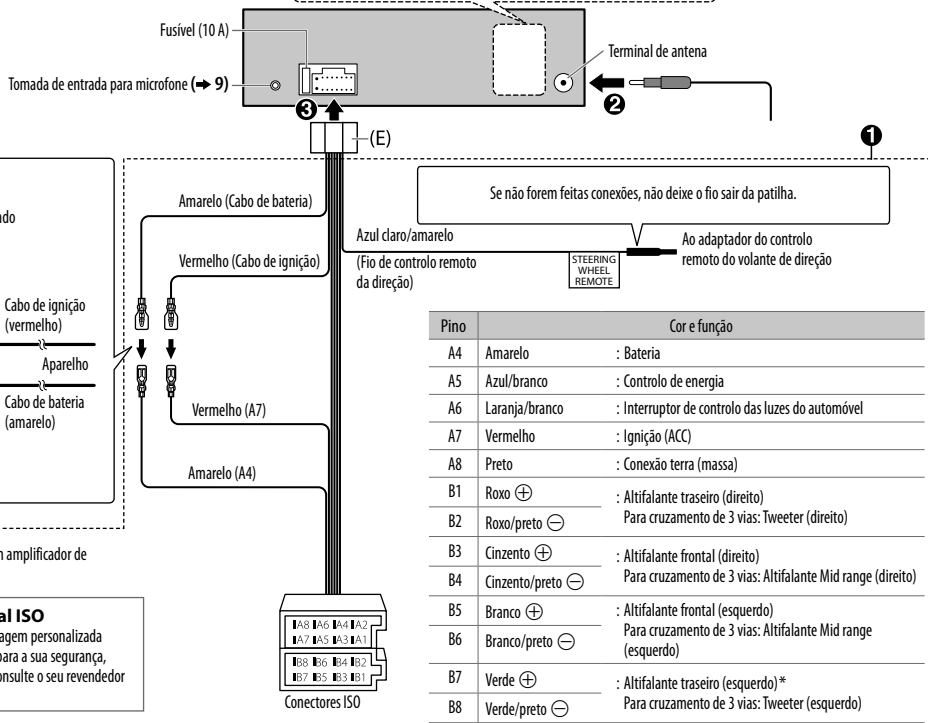 Fusível (10 A)
Terminal de antena
Tomada de entrada para microfone (➜ 9)
❷
❸
(E)
❶
Se não forem feitas conexões, não deixe o fio sair da patilha.
Amarelo (Cabo de bateria)
Azul claro/amarelo
(Fio de controlo remoto
da direção)
STEERING
WHEEL
REMOTE
Ao adaptador do controlo
remoto do volante de direção
Vermelho (Cabo de ignição)
Cabo de ignição
(vermelho)
Aparelho
Cabo de bateria
(amarelo)
Vermelho (A7)
Amarelo (A4)
Pino Cor e função
A4 Amarelo : Bateria
A5 Azul/branco : Controlo de energia
A6 Laranja/branco : Interruptor de controlo das luzes do automóvel
A7 Vermelho : Ignição (ACC)
A8 Preto : Conexão terra (massa)
B1 Roxo ⊕ : Altifalante traseiro (direito)
B2 Roxo/preto ⊖ Para cruzamento de 3 vias: Tweeter (direito)
B3 Cinzento ⊕ : Altifalante frontal (direito)
B4 Cinzento/preto ⊖ Para cruzamento de 3 vias: Altifalante Mid range (direito)
B5 Branco ⊕ : Altifalante frontal (esquerdo)
B6 Branco/preto ⊖ Para cruzamento de 3 vias: Altifalante Mid range
(esquerdo)
B7 Verde ⊕ : Altifalante traseiro (esquerdo)*
B8 Verde/preto ⊖ Para cruzamento de 3 vias: Tweeter (esquerdo)
amplificador de
ISO
personalizada
para a sua segurança,
o seu revendedor
A8 A6 A4 A2
A7 A5 A3 A1
B8 B6 B4 B2
B7 B5 B3 B1
Conectores ISO